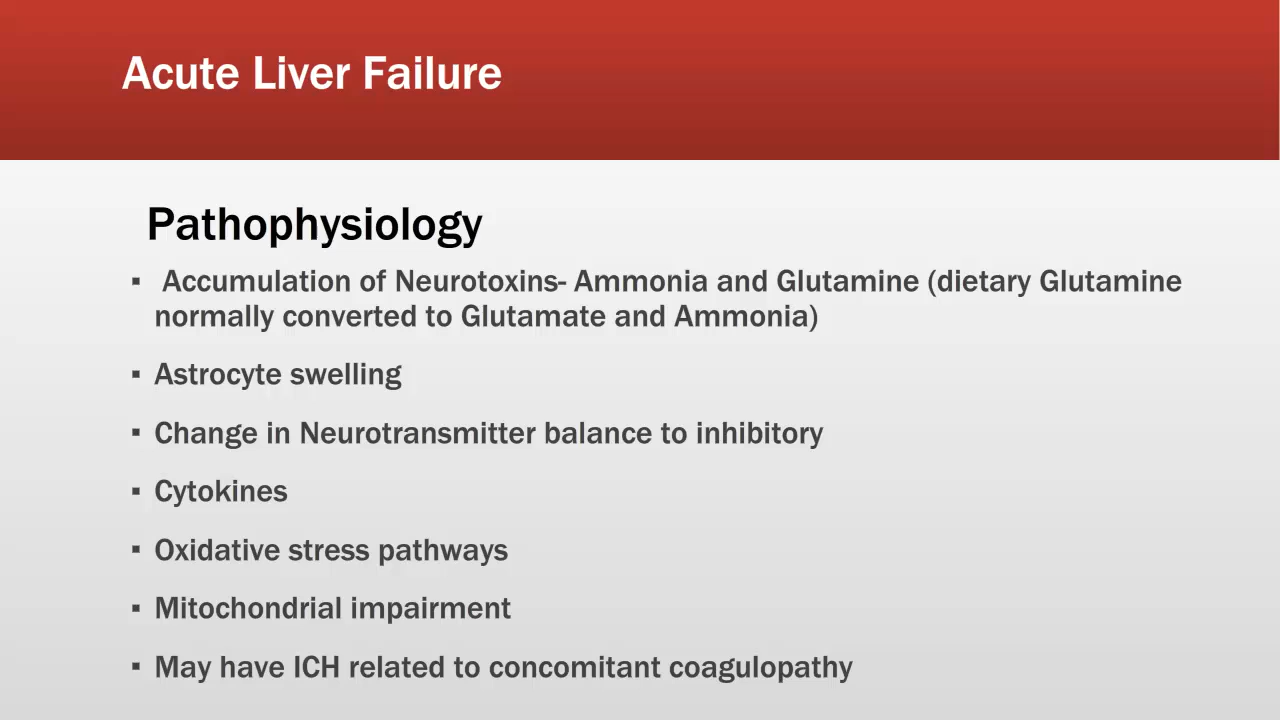 Acute Liver Failure
Pathophysiology
▪ Accumulation of Neurotoxins- Ammonia and Glutamine (dietary Glutamine
normally converted to Glutamate and Ammonia)
▪ Astrocyte swelling
▪ Change in Neurotransmitter balance to inhibitory
▪ Cytokines
▪ Oxidative stress pathways
▪ Mitochondrial impairment
▪ May have ICH related to concomitant coagulopathy